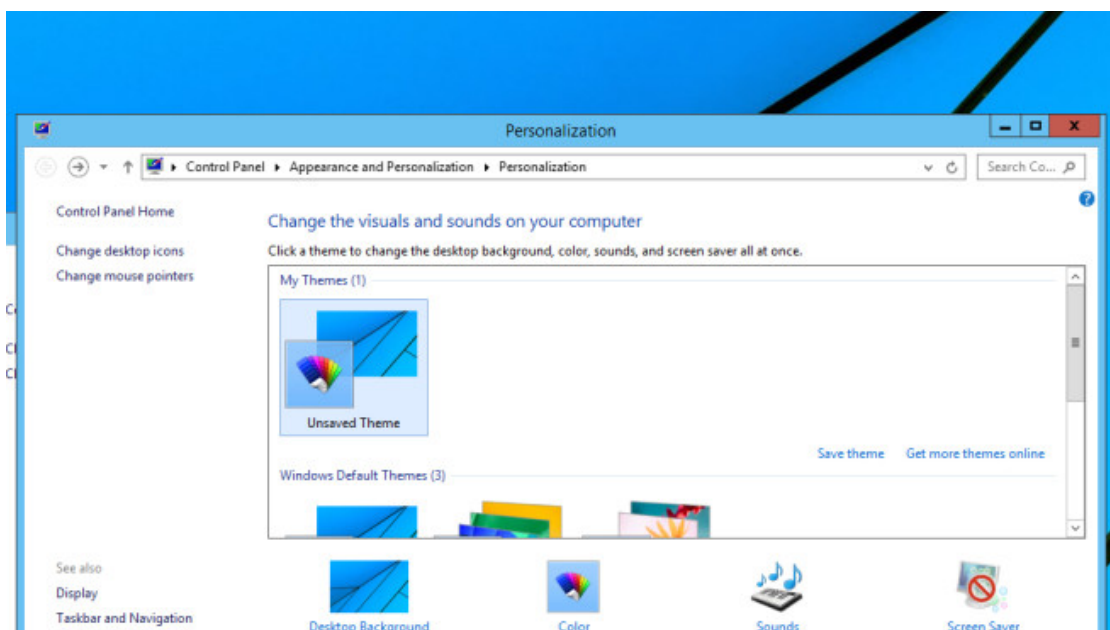 Personalization
Control Panel ▸ Appearance and Personalization ▸ Personalization
Search Co...
Control Panel Home
Change the visuals and sounds on your computer
Change desktop icons
Click a theme to change the desktop background, color, sounds, and screen saver all at once.
Change mouse pointers
My Themes (1)
Unsaved Theme
Save theme Get more themes online
Windows Default Themes (3)
See also
Display
Taskbar and Navigation
Desktop Background
Color
Sounds
Screen Saver